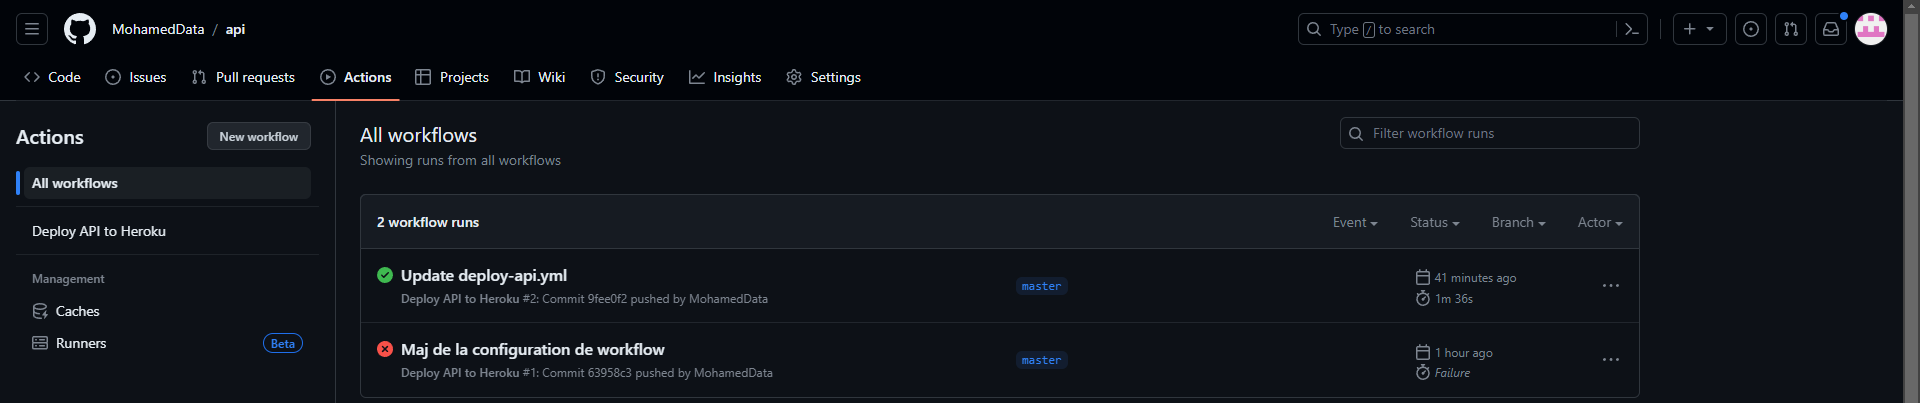 MohamedData / api
Type / to search
Code Issues Pull requests Actions Projects Wiki Security Insights Settings
Actions
New workflow
All workflows
Deploy API to Heroku
Management
Caches
Runners Beta
All workflows
Showing runs from all workflows
Filter workflow runs
2 workflow runs
Event Status Branch Actor
Update deploy-api.yml
Deploy API to Heroku #2: Commit 9fee0f2 pushed by MohamedData
master
41 minutes ago
1m 36s
Maj de la configuration de workflow
Deploy API to Heroku #1: Commit 63958c3 pushed by MohamedData
master
1 hour ago
Failure